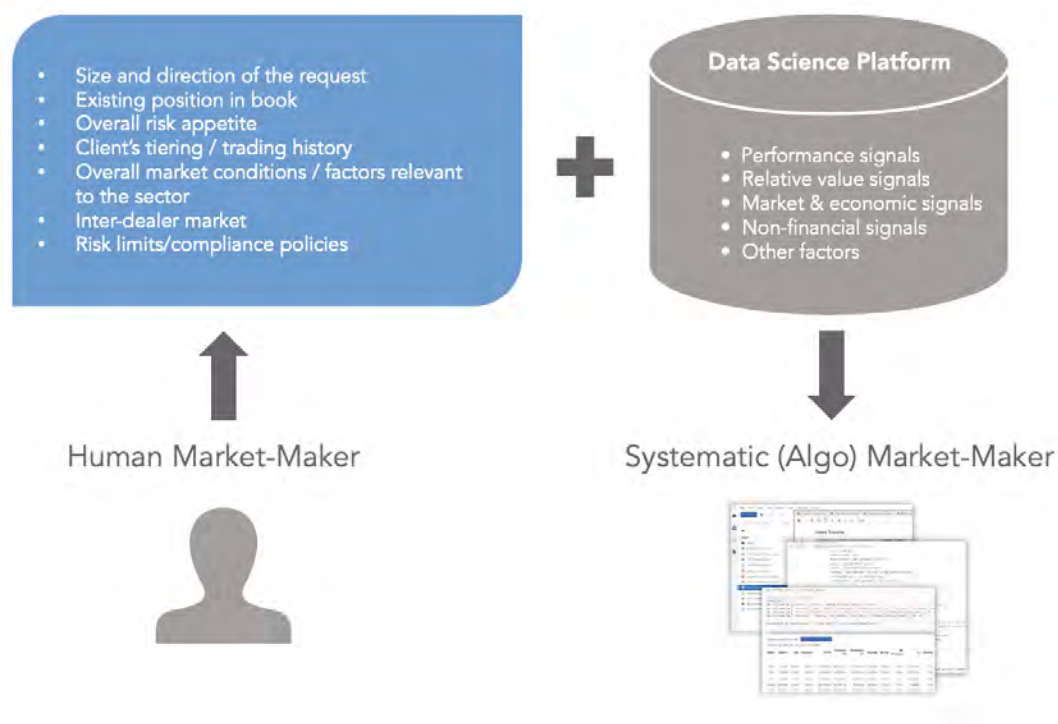 • Size and direction of the request
• Existing position in book
• Overall risk appetite
• Client's tiering / trading history
• Overall market conditions / factors relevant
to the sector
• Inter-dealer market
• Risk limits/compliance policies
Data Science Platform
• Performance signals
• Relative value signals
• Market & economic signals
• Non-financial signals
• Other factors
Human Market-Maker
Systematic (Algo) Market-Maker